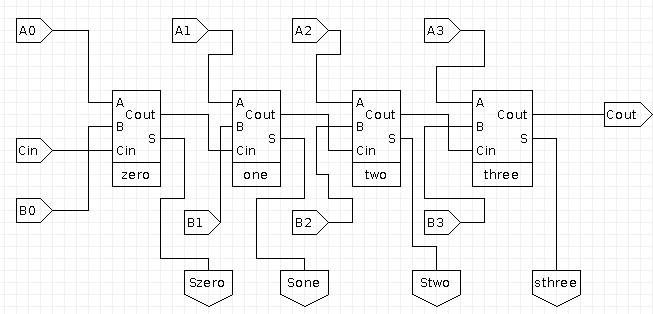 A0
A1
A2
A3
A
Cout
B
S
Cin
zero
A
Cout
B
S
Cin
one
A
Cout
B
S
Cin
two
A
Cout
B
S
Cin
three
Cout
Cin
B0
B1
B2
B3
Szero
Sone
Stwo
sthree